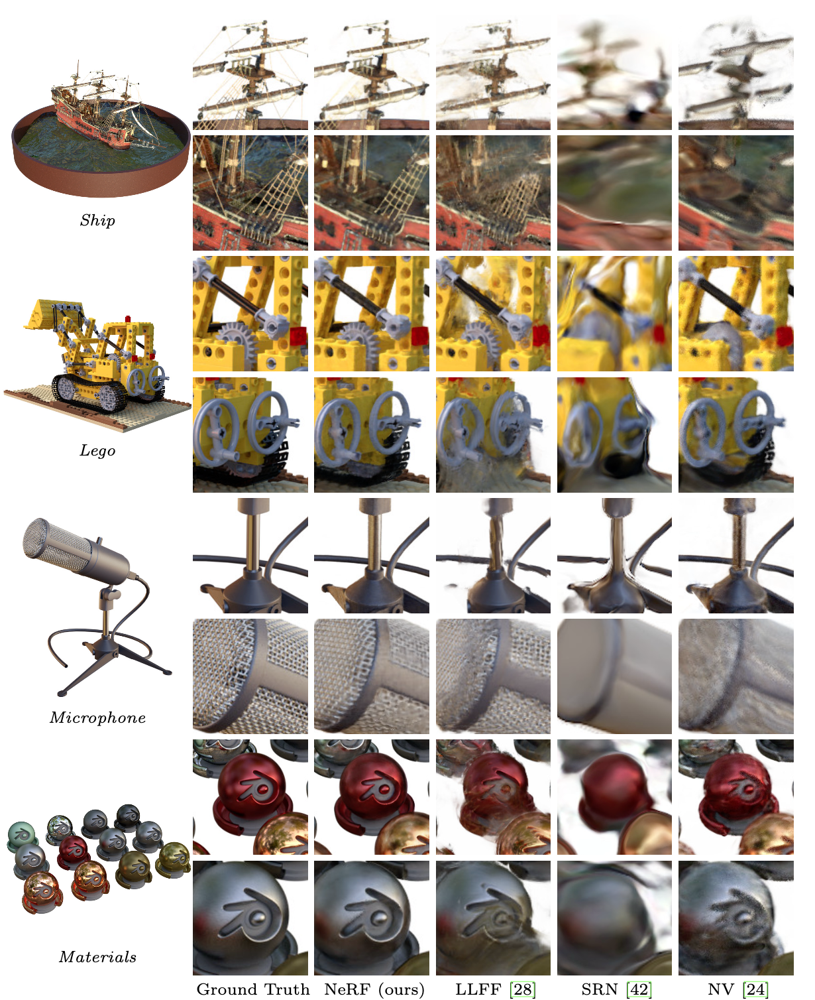 Ship
Lego
Microphone
Materials
Ground Truth NeRF (ours) LLFF [28] SRN [42] NV [24]